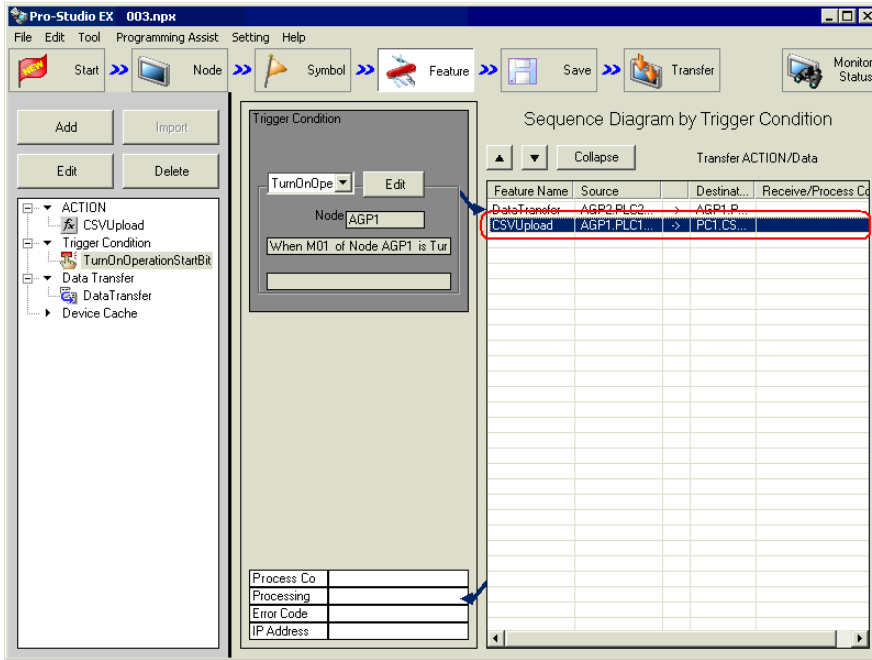 Pro-Studio EX 003.npx
File Edit Tool Programming Assist Setting Help
NEW Start Node Symbol Feature Save Transfer Monitor Status
Add Import
Edit Delete
ACTION
fx CSVUpload
Trigger Condition
TurnOnOperationStartBit
Data Transfer
DataTransfer
Device Cache
Trigger Condition
TurnOnOpe Edit
Node AGP1
When M01 of Node AGP1 is Tur
Process Co
Processing
Error Code
IP Address
Sequence Diagram by Trigger Condition
Collapse Transfer ACTION/Data
Feature Name Source Destinat... Receive/Process Co
DataTransfer AGP2.PLC2... -> AGP1.P...
CSVUpload AGP1.PLC1... -> PC1.CS...